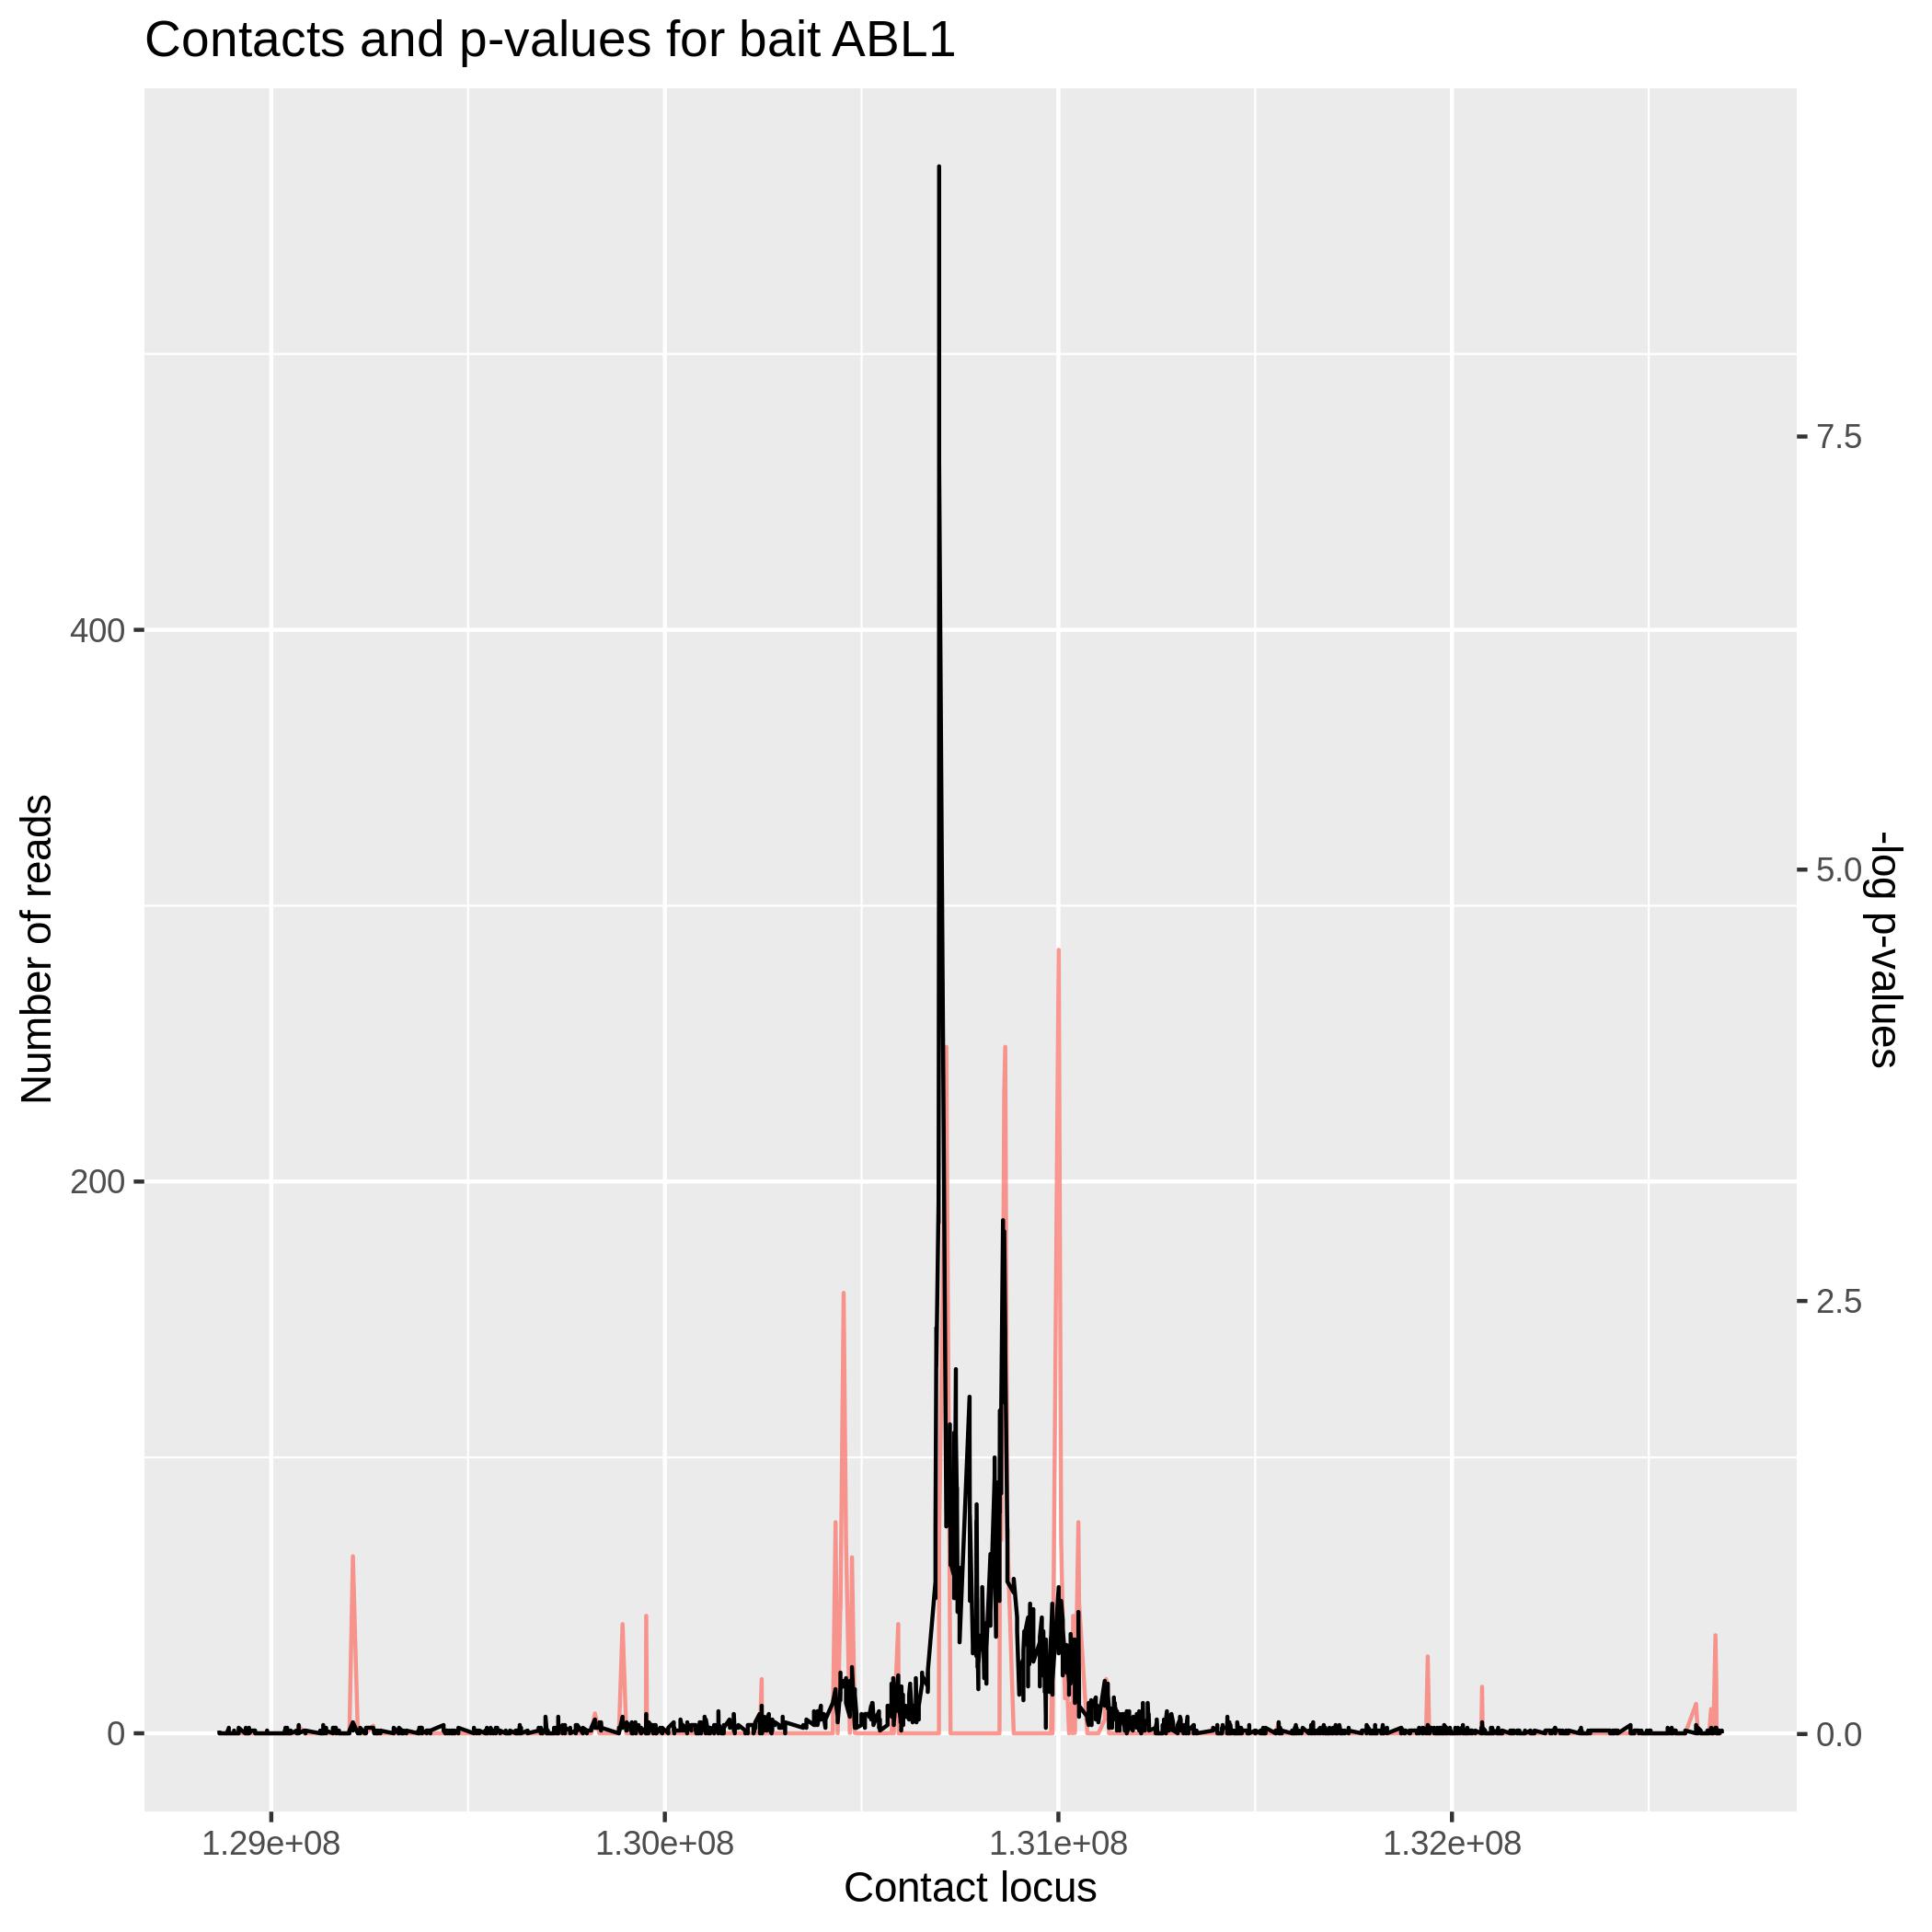 Contacts and p-values for bait ABL1
Number of reads
400
200
0
7.5
5.0
2.5
0.0
-log p-values
1.29e+08
1.30e+08
1.31e+08
1.32e+08
Contact locus